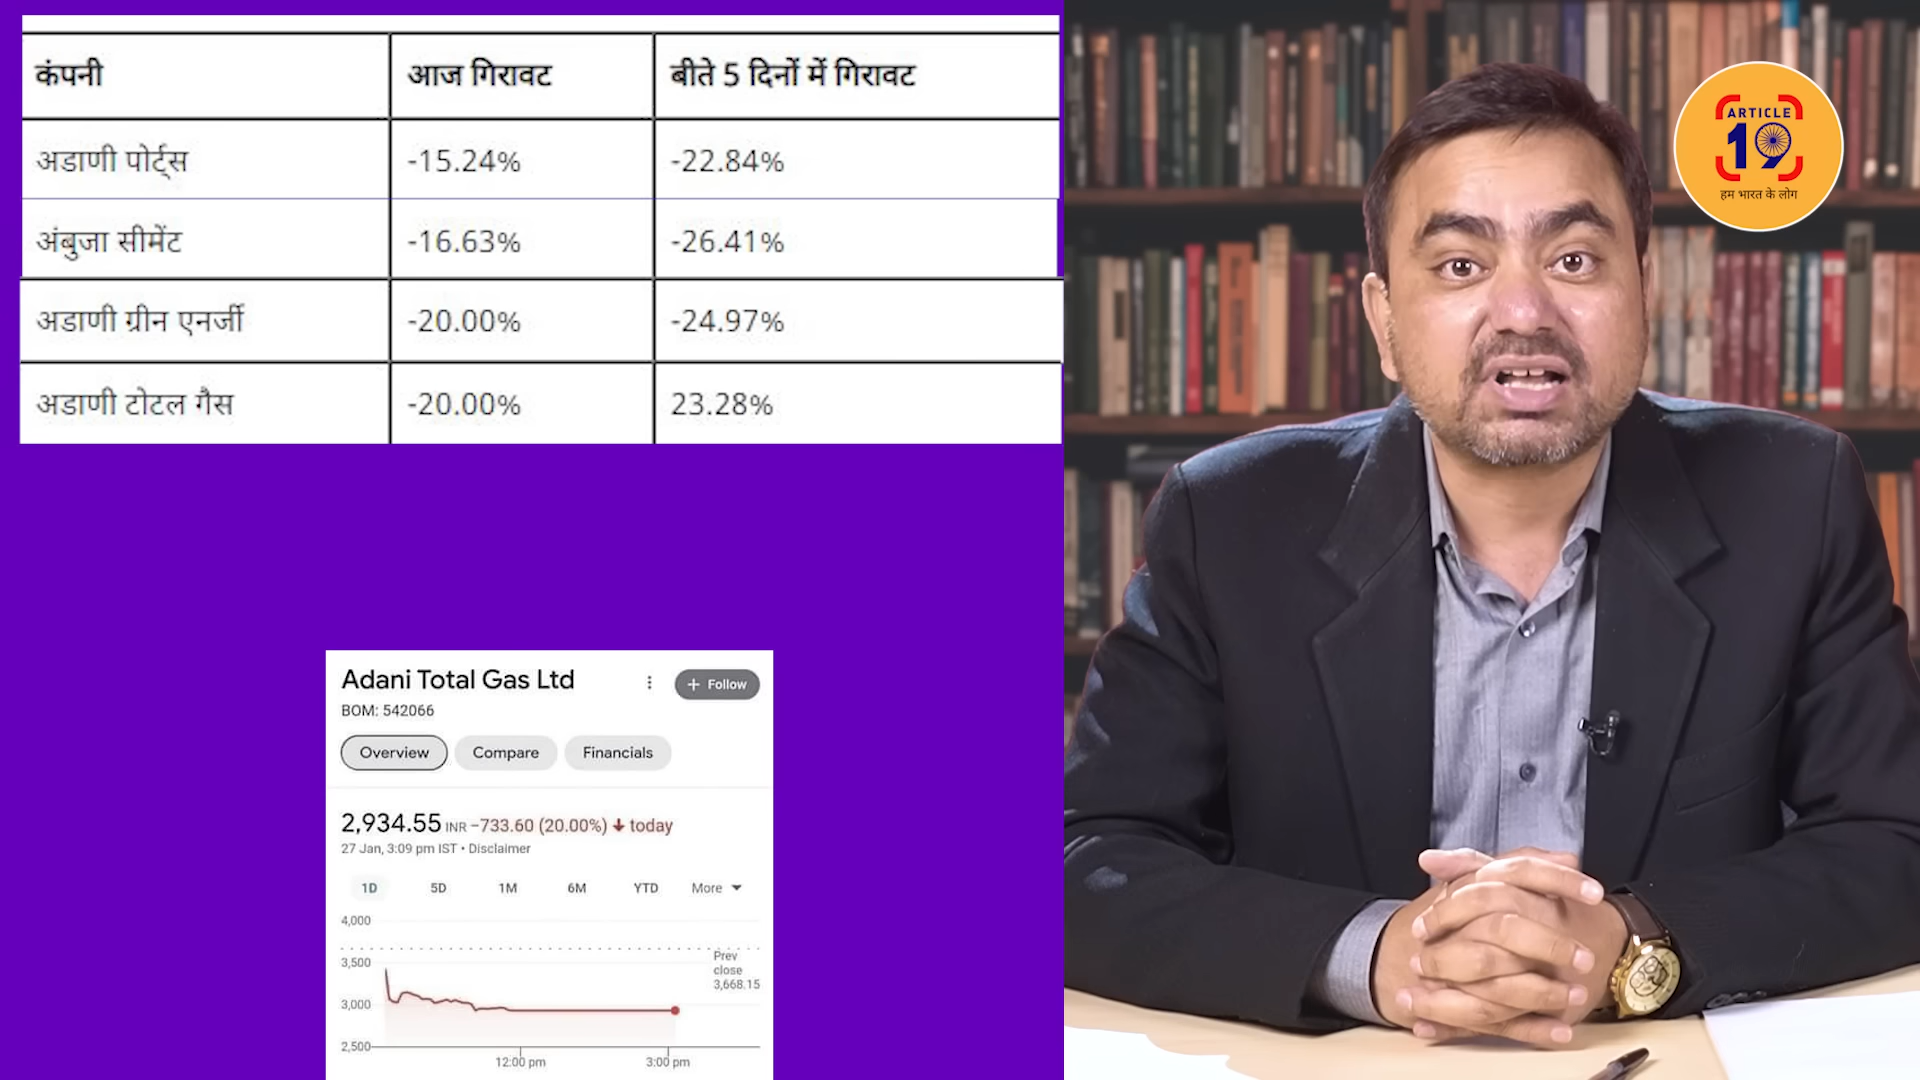 कंपनी आज गिरावट बीते 5 दिनों में गिरावट
अडाणी पोर्ट्स -15.24% -22.84%
अंबुजा सीमेंट -16.63% -26.41%
अडाणी ग्रीन एनर्जी -20.00% -24.97%
अडाणी टोटल गैस -20.00% 23.28%
Adani Total Gas Ltd
+ Follow
BOM: 542066
Overview Compare Financials
2,934.55 INR −733.60 (20.00%) ↓ today
27 Jan, 3:09 pm IST • Disclaimer
1D 5D 1M 6M YTD More
4,000
3,500
3,000
2,500
Prev
close
3,668.15
12:00 pm 3:00 pm
ARTICLE
19
हम भारत के लोग